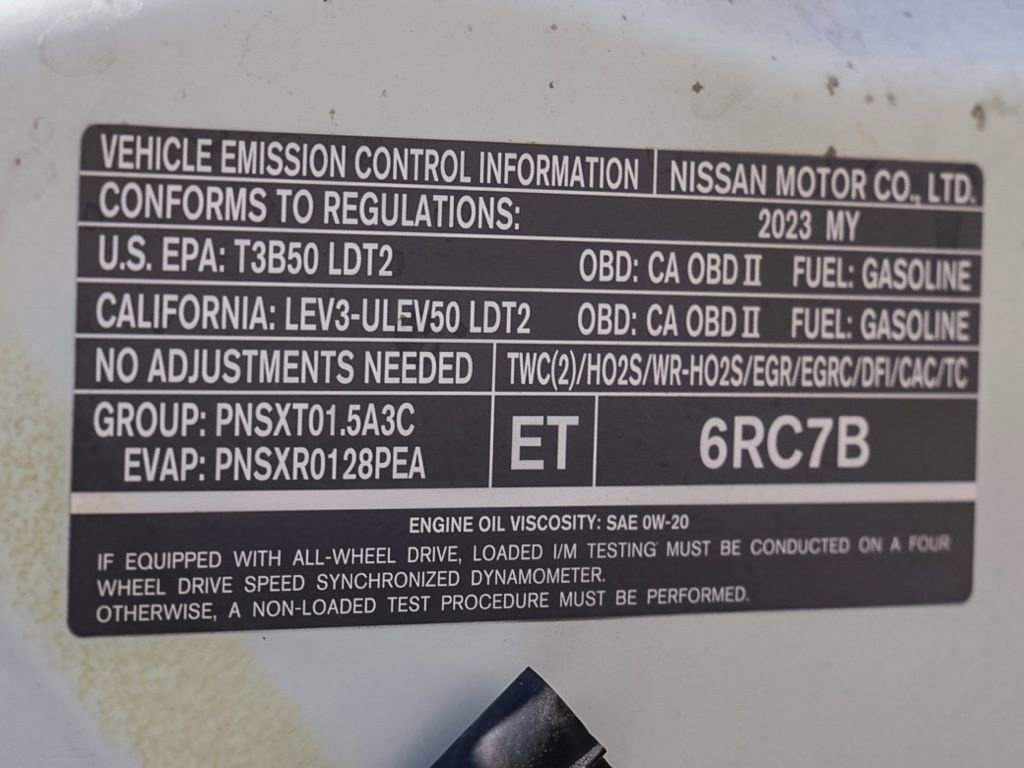 VEHICLE EMISSION CONTROL INFORMATION NISSAN MOTOR CO., LTD.
CONFORMS TO REGULATIONS: 2023 MY
U.S. EPA: T3B50 LDT2 OBD: CA OBD II FUEL: GASOLINE
CALIFORNIA: LEV3-ULEV50 LDT2 OBD: CA OBD II FUEL: GASOLINE
NO ADJUSTMENTS NEEDED TWC(2)/HO2S/WR-HO2S/EGR/EGRC/DFI/CAC/TC
GROUP: PNSXT01.5A3C
EVAP: PNSXR0128PEA
ET 6RC7B
ENGINE OIL VISCOSITY: SAE 0W-20
IF EQUIPPED WITH ALL-WHEEL DRIVE, LOADED I/M TESTING MUST BE CONDUCTED ON A FOUR
WHEEL DRIVE SPEED SYNCHRONIZED DYNAMOMETER.
OTHERWISE, A NON-LOADED TEST PROCEDURE MUST BE PERFORMED.